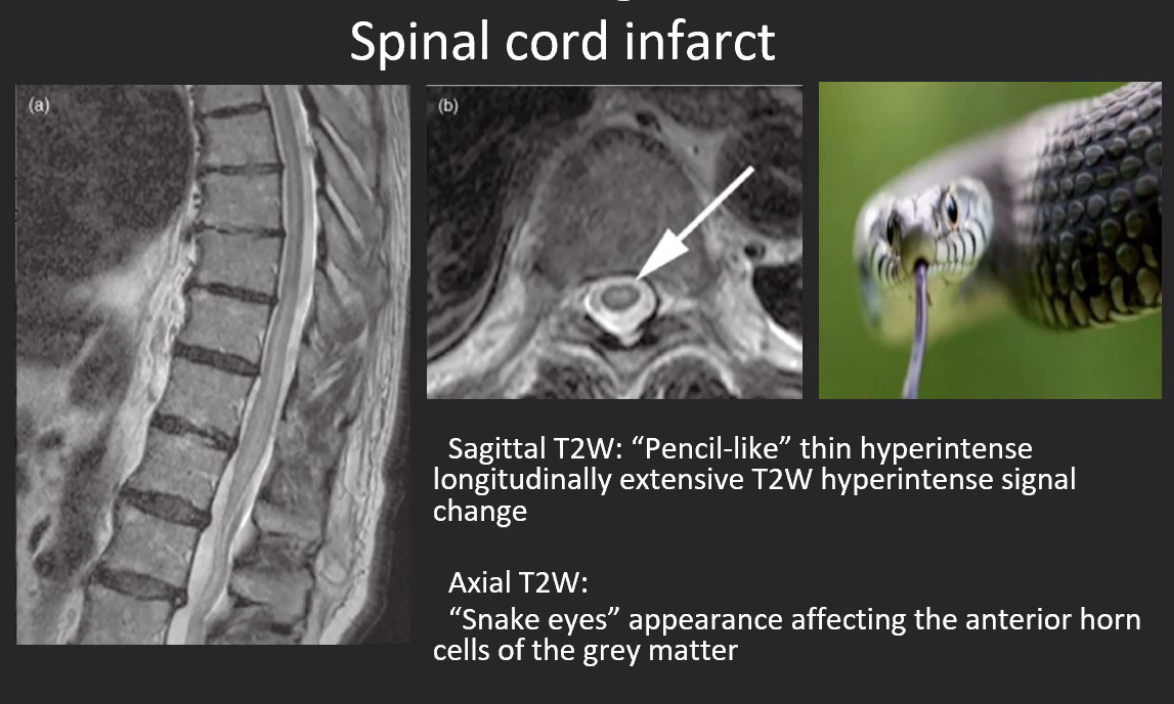 Spinal cord infarct
(a)
(b)
Sagittal T2W: “Pencil-like” thin hyperintense
longitudinally extensive T2W hyperintense signal
change
Axial T2W:
“Snake eyes” appearance affecting the anterior horn
cells of the grey matter